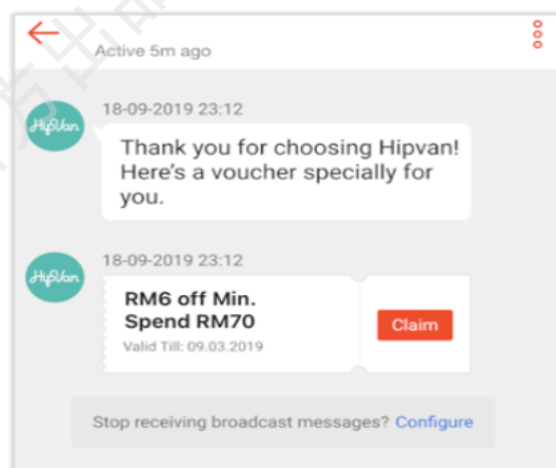 Active 5m ago
18-09-2019 23:12
HipVan
Thank you for choosing Hipvan!
Here's a voucher specially for
you.
18-09-2019 23:12
HipVan
RM6 off Min.
Spend RM70
Valid Till: 09.03.2019
Claim
Stop receiving broadcast messages? Configure